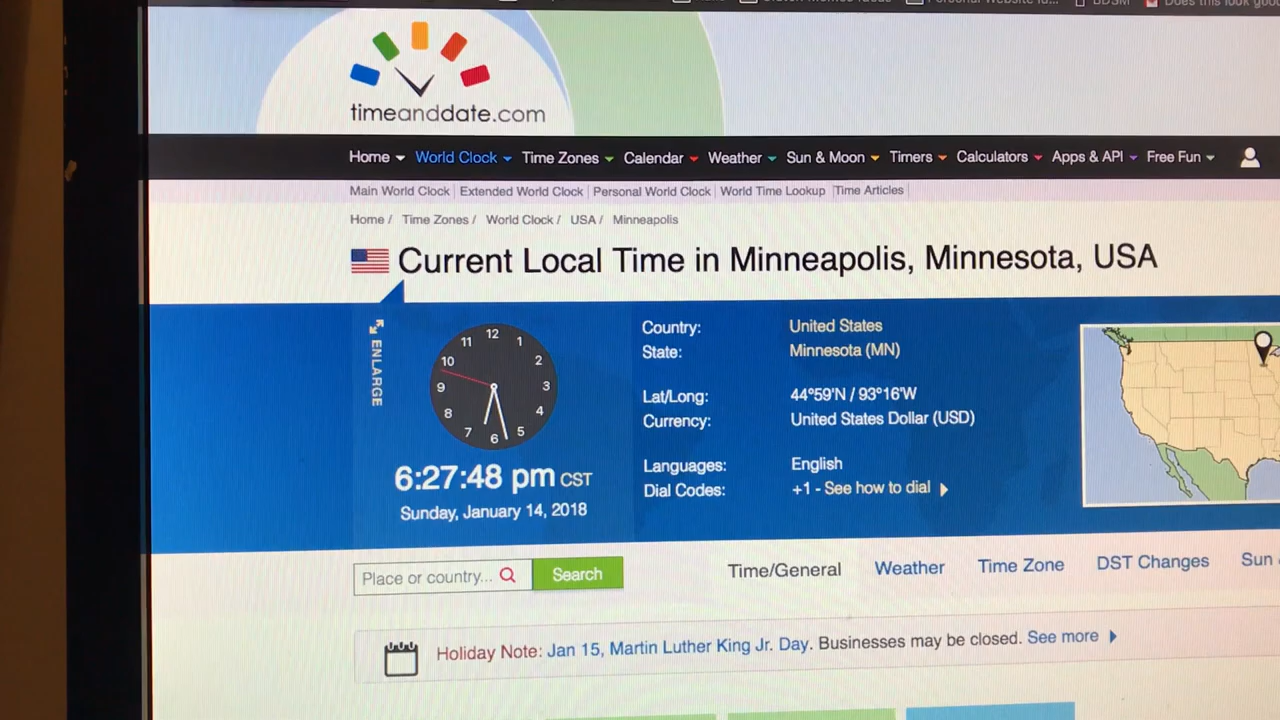 timeanddate.com
Home World Clock Time Zones Calendar Weather Sun & Moon Timers Calculators Apps & API Free Fun
Main World Clock | Extended World Clock | Personal World Clock | World Time Lookup | Time Articles
Home / Time Zones / World Clock / USA / Minneapolis
Current Local Time in Minneapolis, Minnesota, USA
ENLARGE
12
1
2
3
4
5
6
7
8
9
10
11
6:27:48 pm CST
Sunday, January 14, 2018
Country: United States
State: Minnesota (MN)
Lat/Long: 44°59'N / 93°16'W
Currency: United States Dollar (USD)
Languages: English
Dial Codes: +1 - See how to dial
Place or country... Search
Time/General Weather Time Zone DST Changes Sun
Holiday Note: Jan 15, Martin Luther King Jr. Day. Businesses may be closed. See more